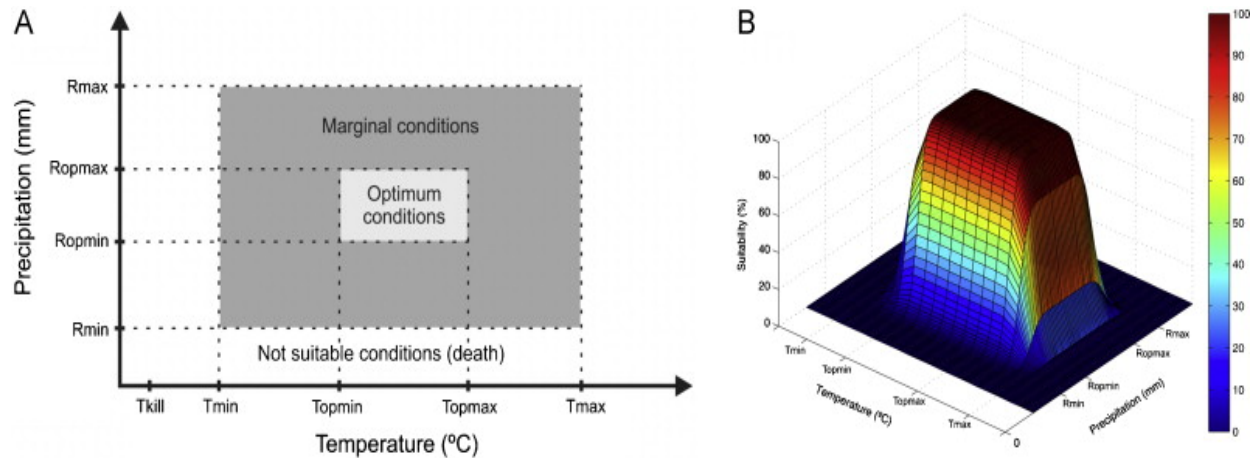 A
Precipitation (mm)
Rmax
Ropmax
Ropmin
Rmin
Marginal conditions
Optimum
conditions
Not suitable conditions (death)
Tkill
Tmin
Topmin
Topmax
Tmax
Temperature (ºC)
B
Suitability (%)
100
80
60
40
20
0
Tmin
Topmin
Topmax
Tmax
Temperature (ºC)
0
Rmin
Ropmin
Ropmax
Rmax
Precipitation (mm)
100
90
80
70
60
50
40
30
20
10
0